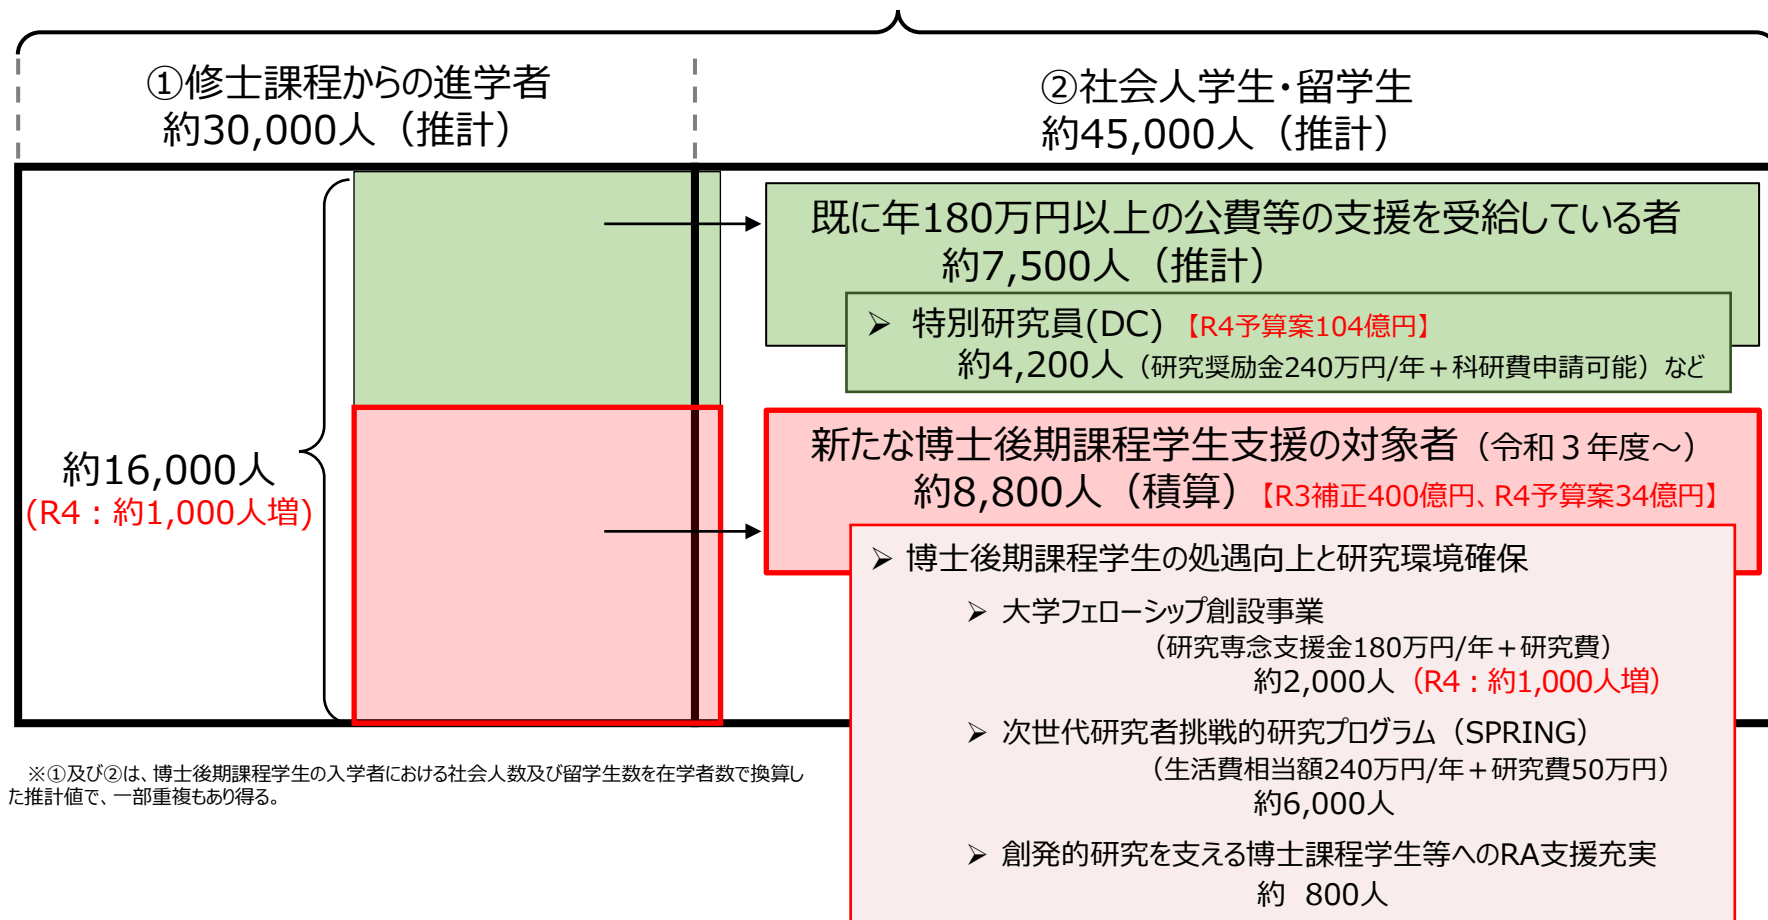 ①修士課程からの進学者
約30,000人（推計）
②社会人学生・留学生
約45,000人（推計）
既に年180万円以上の公費等の支援を受給している者
約7,500人（推計）
➢ 特別研究員(DC) 【R4予算案104億円】
約4,200人（研究奨励金240万円/年＋科研費申請可能）など
約16,000人
(R4：約1,000人増)
新たな博士後期課程学生支援の対象者（令和３年度～）
約8,800人（積算）【R3補正400億円、R4予算案34億円】
➢ 博士後期課程学生の処遇向上と研究環境確保
➢ 大学フェローシップ創設事業
（研究専念支援金180万円/年＋研究費）
約2,000人（R4：約1,000人増）
➢ 次世代研究者挑戦的研究プログラム（SPRING）
（生活費相当額240万円/年＋研究費50万円）
約6,000人
➢ 創発的研究を支える博士課程学生等へのRA支援充実
約 800人
※①及び②は、博士後期課程学生の入学者における社会人数及び留学生数を在学者数で換算し
た推計値で、一部重複もあり得る。